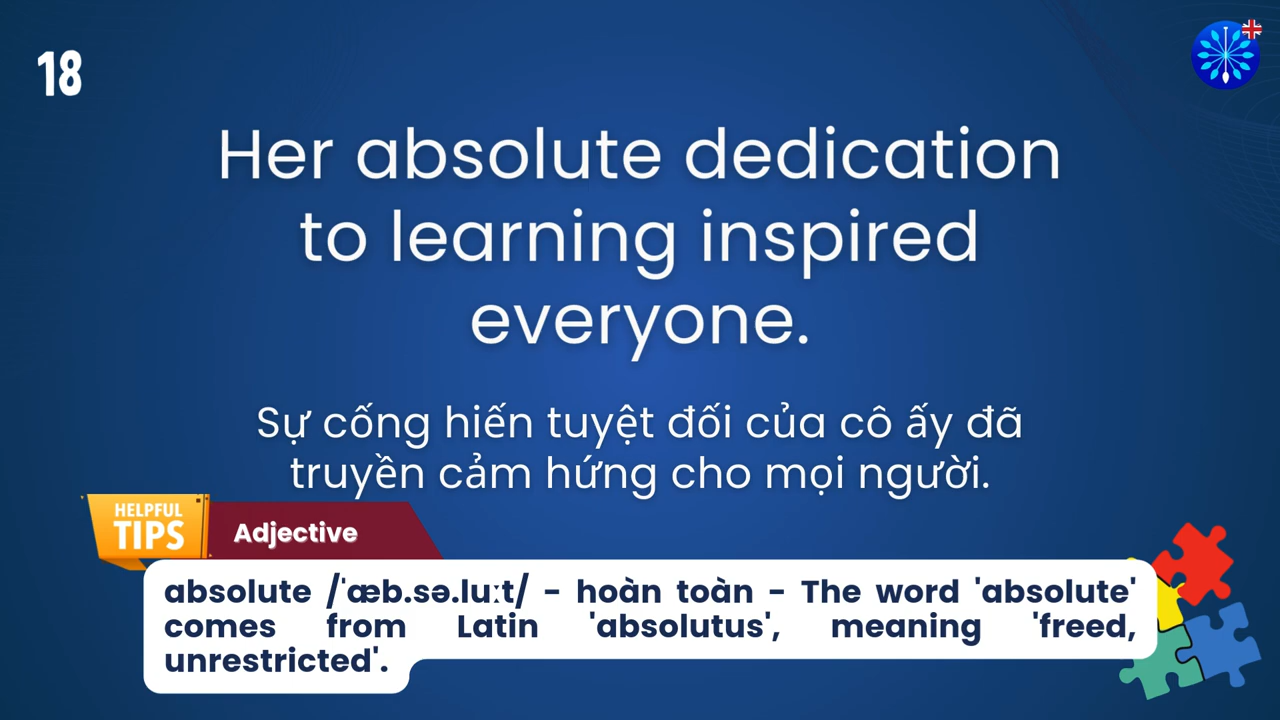 18
Her absolute dedication
to learning inspired
everyone.
Sự cống hiến tuyệt đối của cô ấy đã
truyền cảm hứng cho mọi người.
HELPFUL
TIPS
Adjective
absolute /ˈæb.sə.luːt/ - hoàn toàn - The word 'absolute'
comes from Latin 'absolutus', meaning 'freed,
unrestricted'.